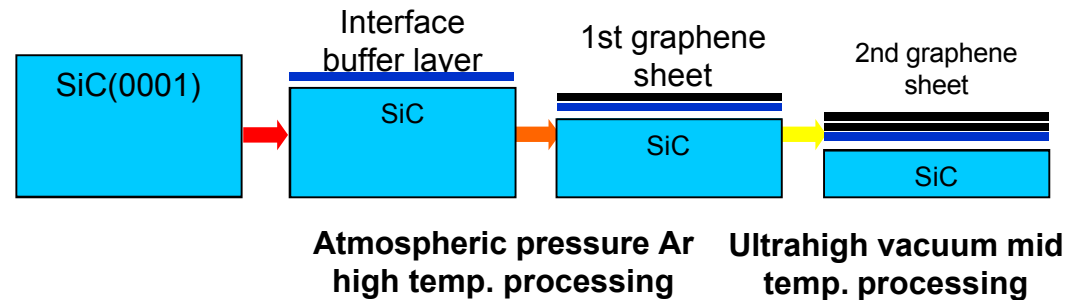 SiC(0001)
Interface
buffer layer
SiC
1st graphene
sheet
SiC
2nd graphene
sheet
SiC
Atmospheric pressure Ar
high temp. processing
Ultrahigh vacuum mid
temp. processing